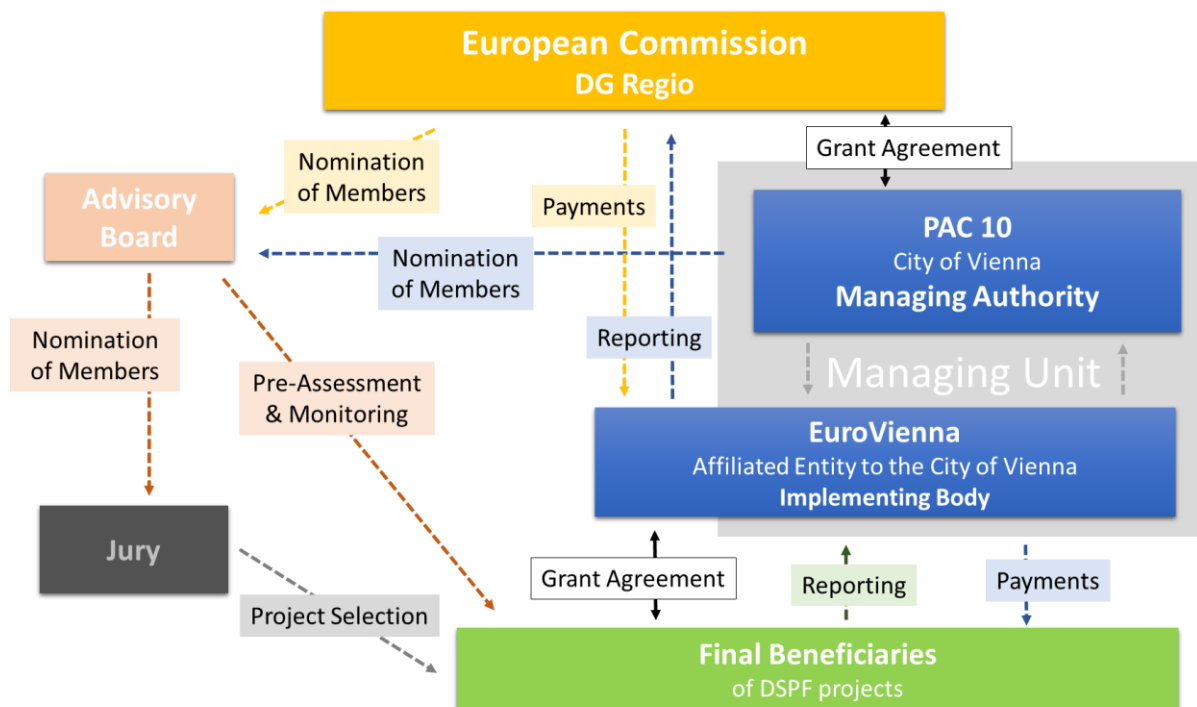 European Commission
DG Regio
Grant Agreement
Nomination
of Members
Advisory
Board
Payments
PAC 10
City of Vienna
Managing Authority
Nomination
of Members
Nomination
of Members
Reporting
Managing Unit
Pre-Assessment
& Monitoring
EuroVienna
Affiliated Entity to the City of Vienna
Implementing Body
Jury
Grant Agreement
Reporting
Payments
Project Selection
Final Beneficiaries
of DSPF projects